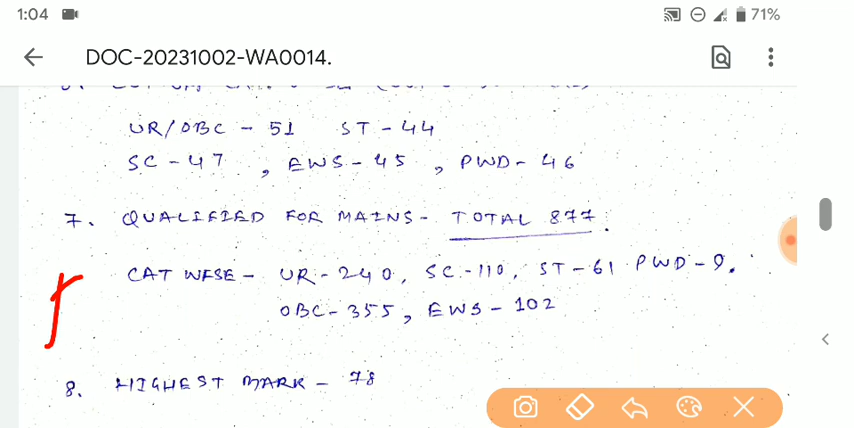 1:04 71%
DOC-20231002-WA0014.
UR/OBC - 51 ST - 44
SC - 47 , EWS - 45 , PWD - 46
7. QUALIFIED FOR MAINS - TOTAL 877.
CAT WISE - UR - 240, SC - 110, ST - 61 PWD - 9.
OBC - 355, EWS - 102
8. HIGHEST MARK - 78